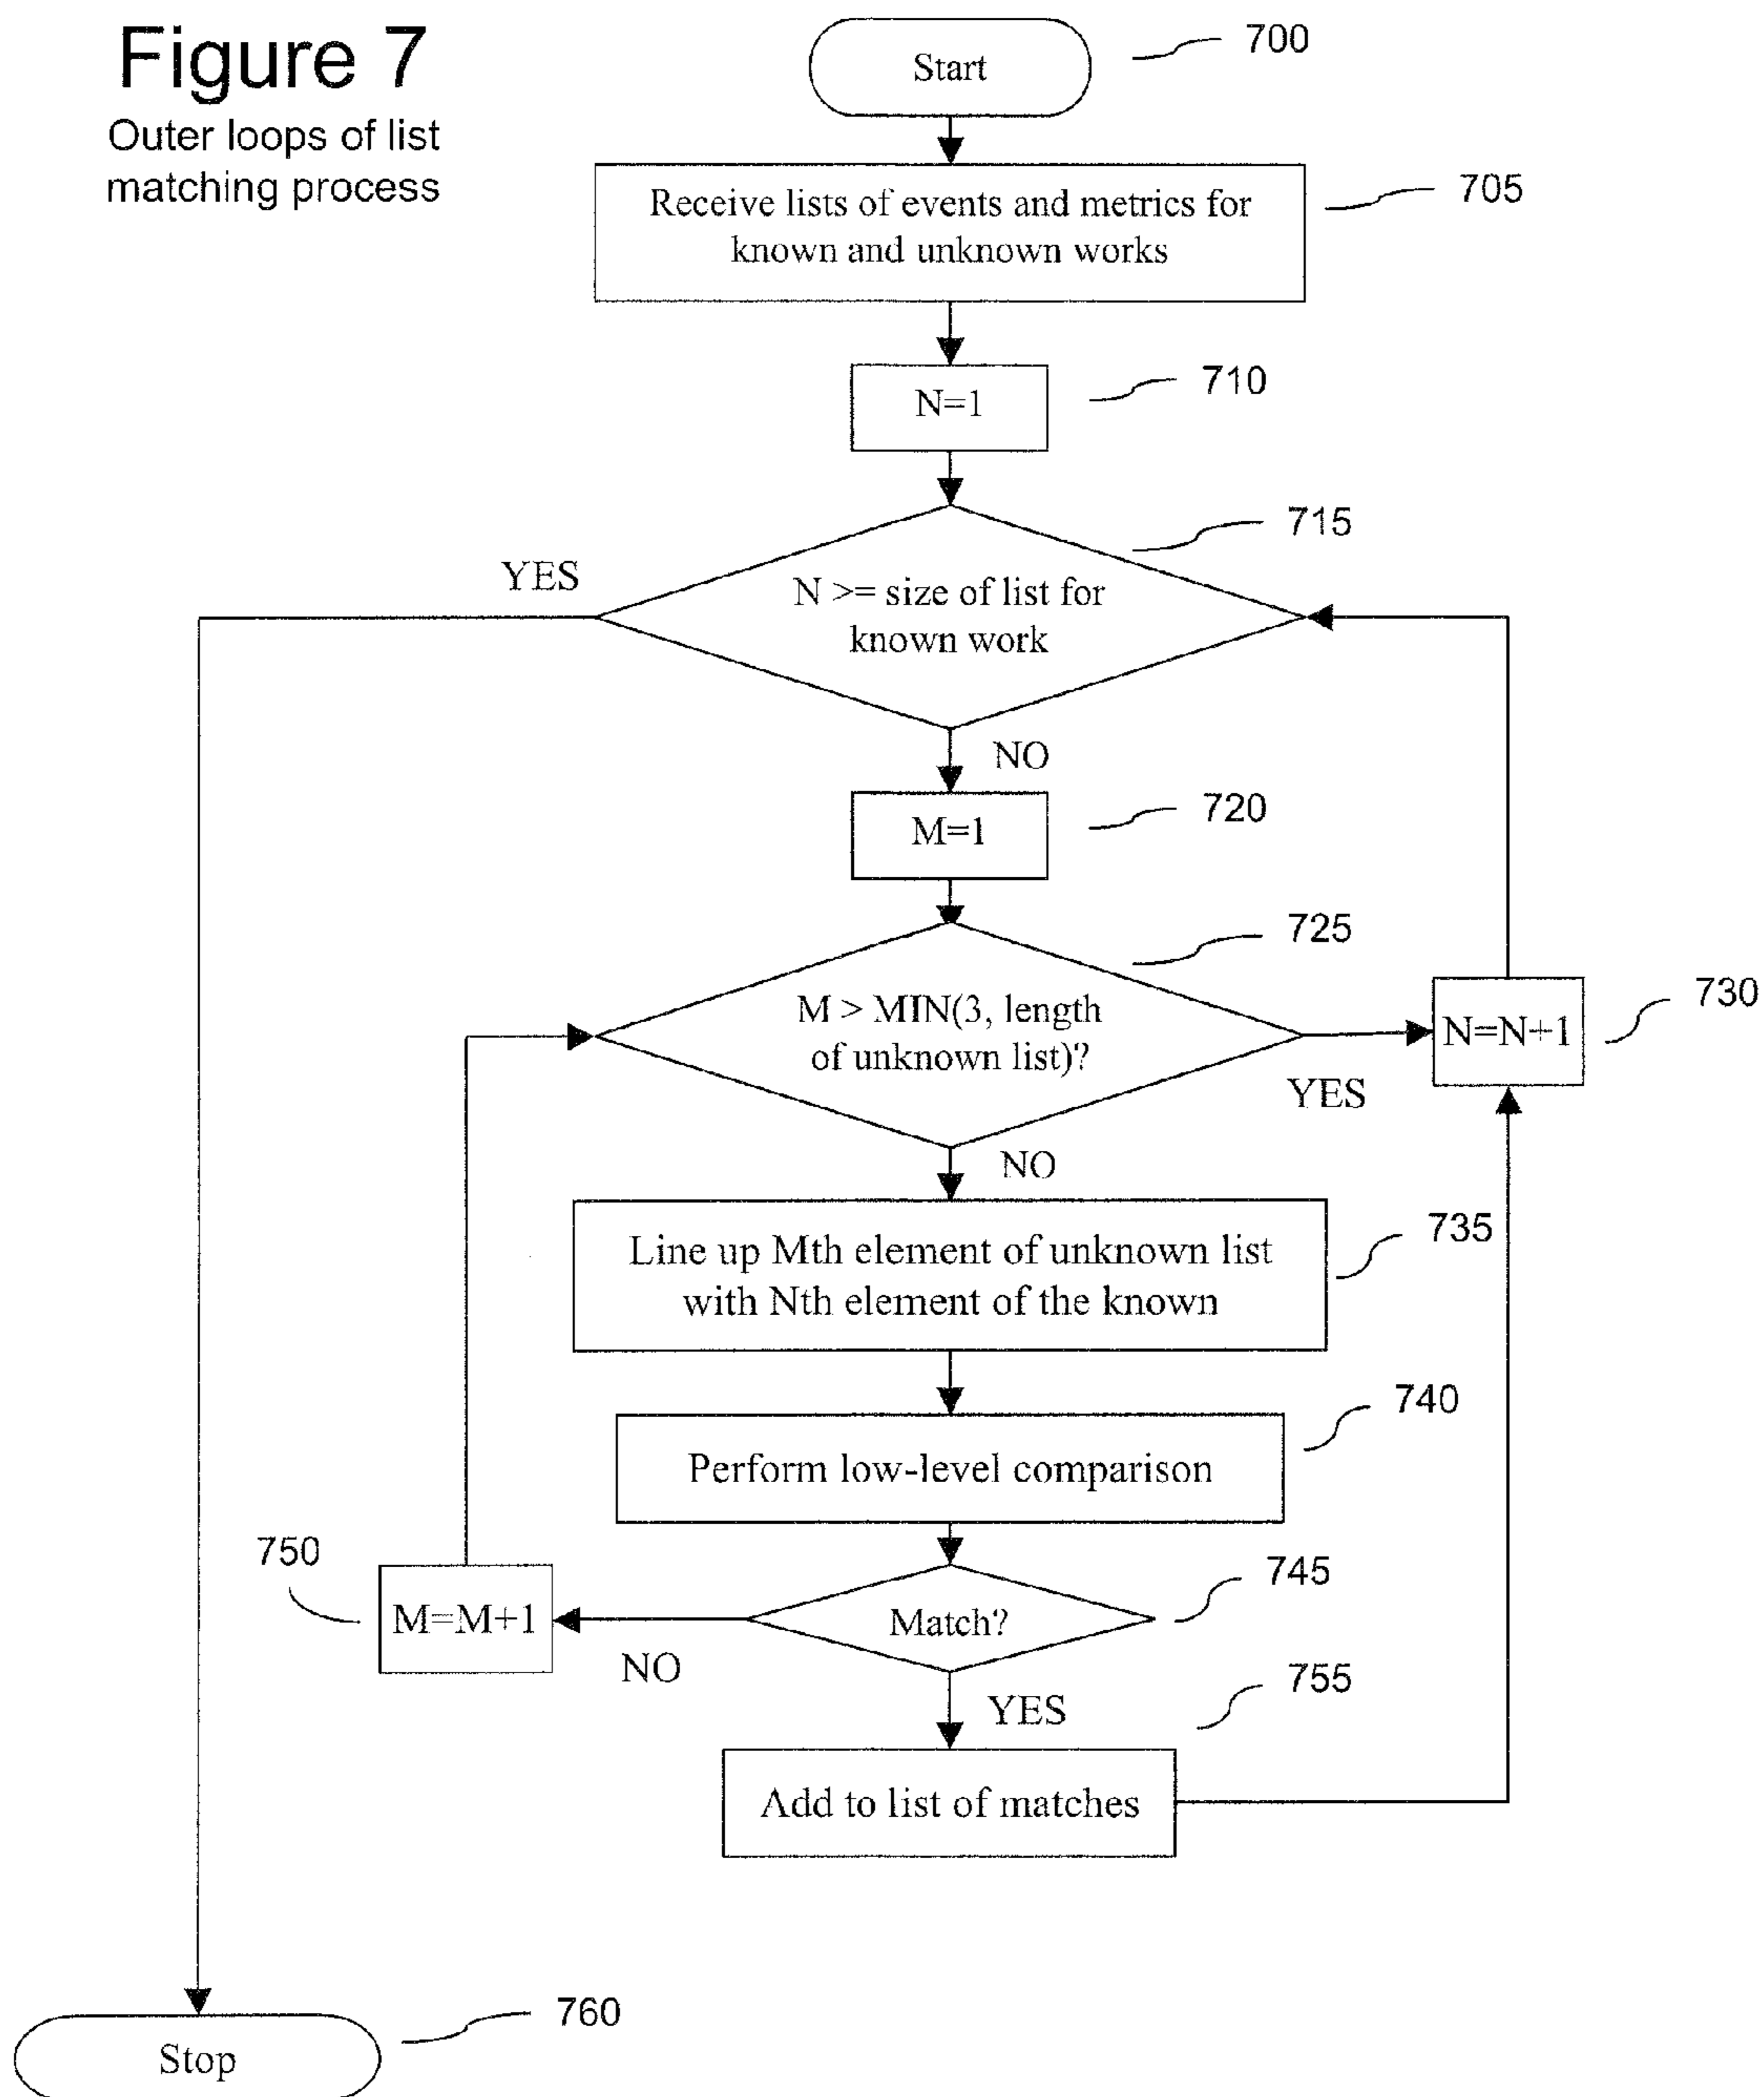 Figure 7
Outer loops of list
matching process
Start
700
Receive lists of events and metrics for
known and unknown works
705
N=1
710
715
YES
N >= size of list for
known work
NO
M=1
720
725
M > MIN(3, length
of unknown list)?
YES
N=N+1
730
NO
Line up Mth element of unknown list
with Nth element of the known
735
Perform low-level comparison
740
750
M=M+1
NO
Match?
745
YES
755
Add to list of matches
Stop
760